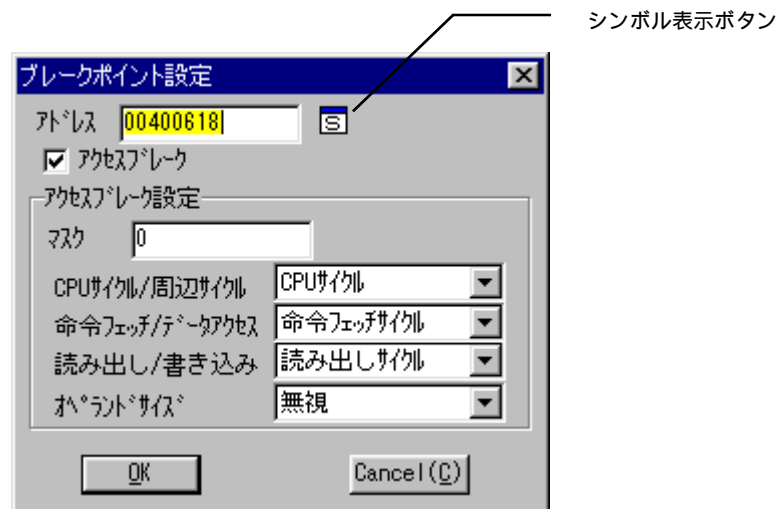 シンボル表示ボタン
ブレークポイント設定
ｱﾄﾞﾚｽ 00400618
ｱｸｾｽﾌﾞﾚｰｸ
ｱｸｾｽﾌﾞﾚｰｸ設定
ﾏｽｸ 0
CPUｻｲｸﾙ/周辺ｻｲｸﾙ CPUｻｲｸﾙ
命令ﾌｪｯﾁ/ﾃﾞｰﾀｱｸｾｽ 命令ﾌｪｯﾁｻｲｸﾙ
読み出し/書き込み 読み出しｻｲｸﾙ
ｵﾍﾟﾗﾝﾄﾞｻｲｽﾞ 無視
OK Cancel(C)